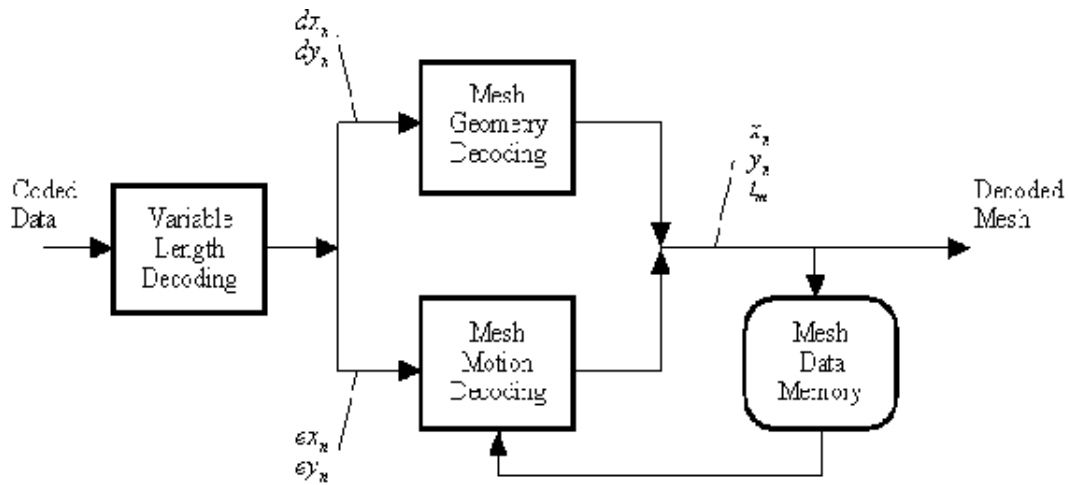 dx_n
dy_n
Mesh
Geometry
Decoding
x_n
y_n
t_m
Coded
Data
Variable
Length
Decoding
Decoded
Mesh
Mesh
Motion
Decoding
Mesh
Data
Memory
ex_n
ey_n